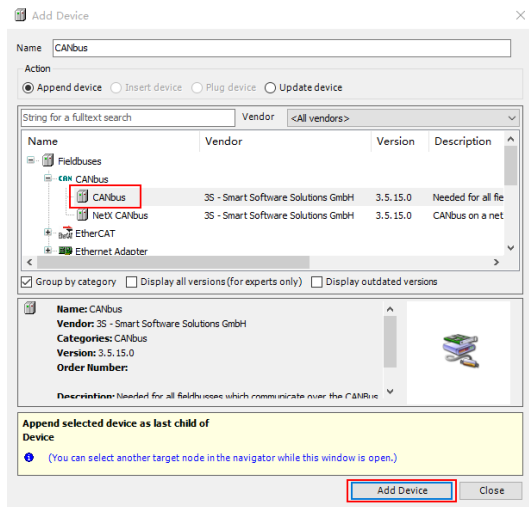 Add Device
Name CANbus
Action
Append device Insert device Plug device Update device
String for a fulltext search Vendor <All vendors>
Name Vendor Version Description
Fieldbuses
CAN CANbus
CANbus 3S - Smart Software Solutions GmbH 3.5.15.0 Needed for all fie
NetX CANbus 3S - Smart Software Solutions GmbH 3.5.15.0 CANbus on a net
EtherCAT
Ethernet Adapter
Group by category Display all versions (for experts only) Display outdated versions
Name: CANbus
Vendor: 3S - Smart Software Solutions GmbH
Categories: CANbus
Version: 3.5.15.0
Order Number:
Description: Needed for all fieldbusses which communicate over the CANBus
Append selected device as last child of
Device
(You can select another target node in the navigator while this window is open.)
Add Device Close